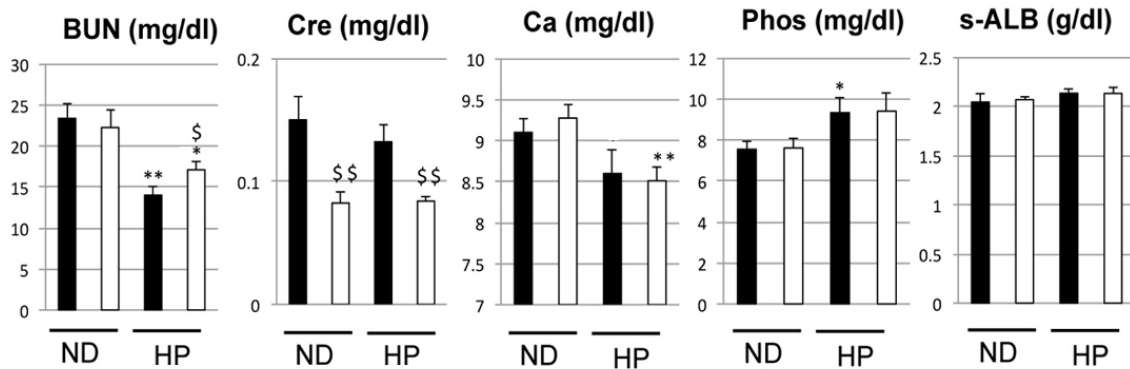 BUN (mg/dl)
30
25
20
15
10
5
0
**
$
*
ND
HP
Cre (mg/dl)
0.2
0.1
0
$$
$$
ND
HP
Ca (mg/dl)
10
9.5
9
8.5
8
7.5
7
**
ND
HP
Phos (mg/dl)
12
10
8
6
4
2
0
*
ND
HP
s-ALB (g/dl)
2.5
2
1.5
1
0.5
0
ND
HP